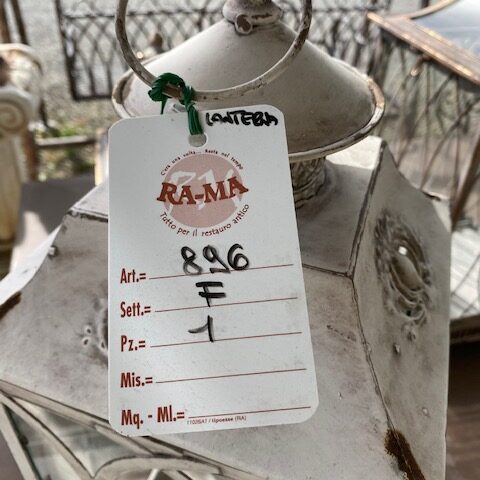 LANTERNA
C'era una volta... Rama nel tempo
RA-MA
Tutto per il restauro antico
Art.= 896
Sett.= F
Pz.= 1
Mis.=
Mq. - Ml.=